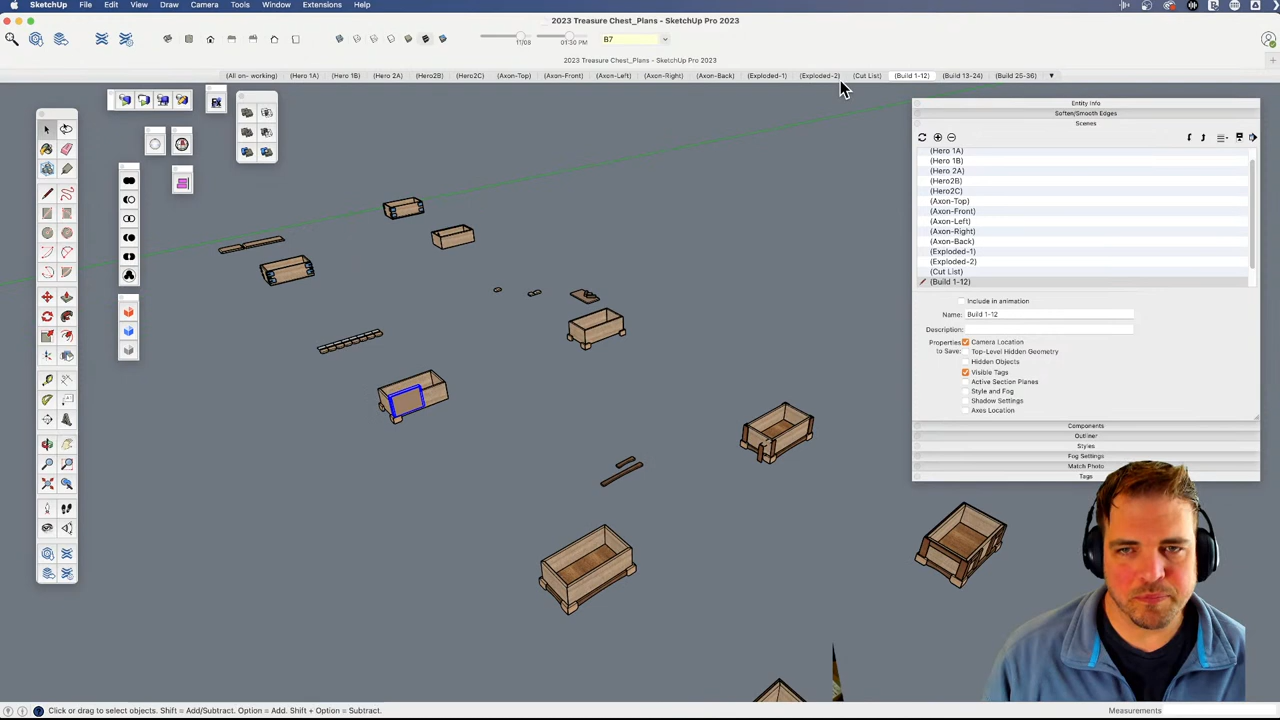 SketchUp File Edit View Draw Camera Tools Window Extensions Help
2023 Treasure Chest_Plans - SketchUp Pro 2023
11/08 01:30 PM B7
2023 Treasure Chest_Plans - SketchUp Pro 2023
(All on- working) (Hero 1A) (Hero 1B) (Hero 2A) (Hero2B) (Hero2C) (Axon-Top) (Axon-Front) (Axon-Left) (Axon-Right) (Axon-Back) (Exploded-1) (Exploded-2) (Cut List) (Build 1-12) (Build 13-24) (Build 25-36)
Entity Info
Soften/Smooth Edges
Scenes
(Hero 1A)
(Hero 1B)
(Hero 2A)
(Hero2B)
(Hero2C)
(Axon-Top)
(Axon-Front)
(Axon-Left)
(Axon-Right)
(Axon-Back)
(Exploded-1)
(Exploded-2)
(Cut List)
(Build 1-12)
Include in animation
Name: Build 1-12
Description:
Properties to Save:
Camera Location
Top-Level Hidden Geometry
Hidden Objects
Visible Tags
Active Section Planes
Style and Fog
Shadow Settings
Axes Location
Components
Outliner
Styles
Fog Settings
Match Photo
Tags
Click or drag to select objects. Shift = Add/Subtract. Option = Add. Shift + Option = Subtract.
Measurements